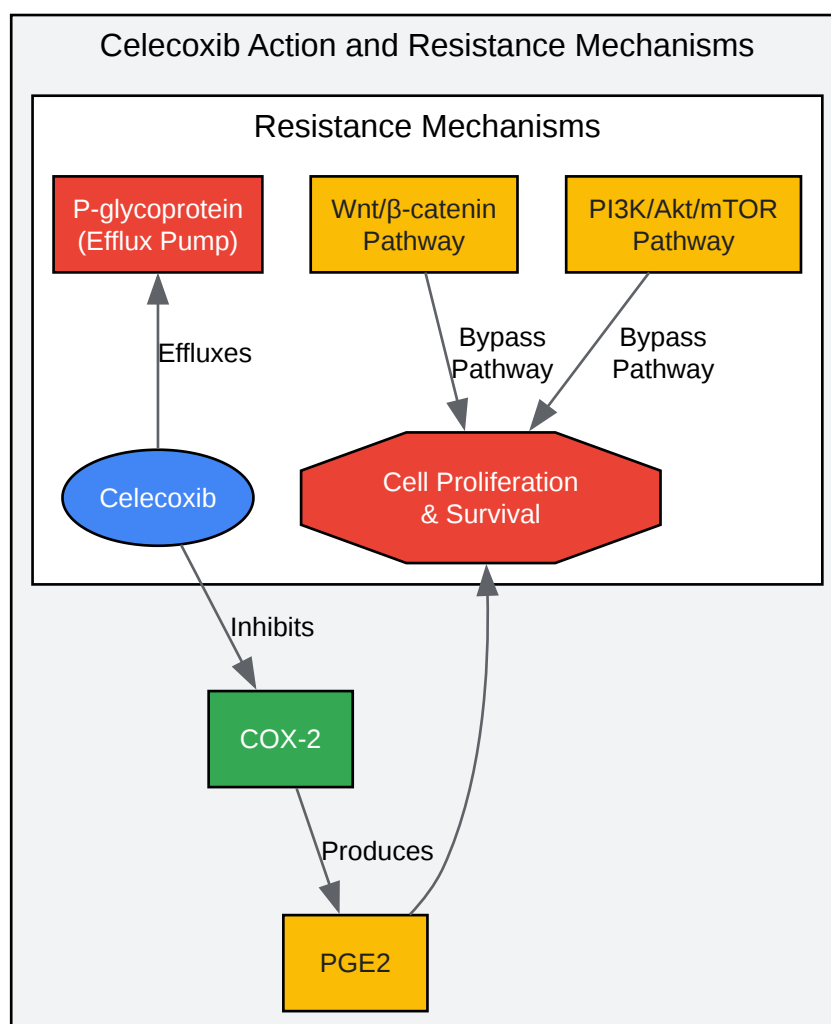 Celecoxib Action and Resistance Mechanisms
Resistance Mechanisms
P-glycoprotein
(Efflux Pump)
Wnt/β-catenin
Pathway
PI3K/Akt/mTOR
Pathway
Effluxes
Bypass
Pathway
Bypass
Pathway
Celecoxib
Cell Proliferation
& Survival
Inhibits
COX-2
Produces
PGE2